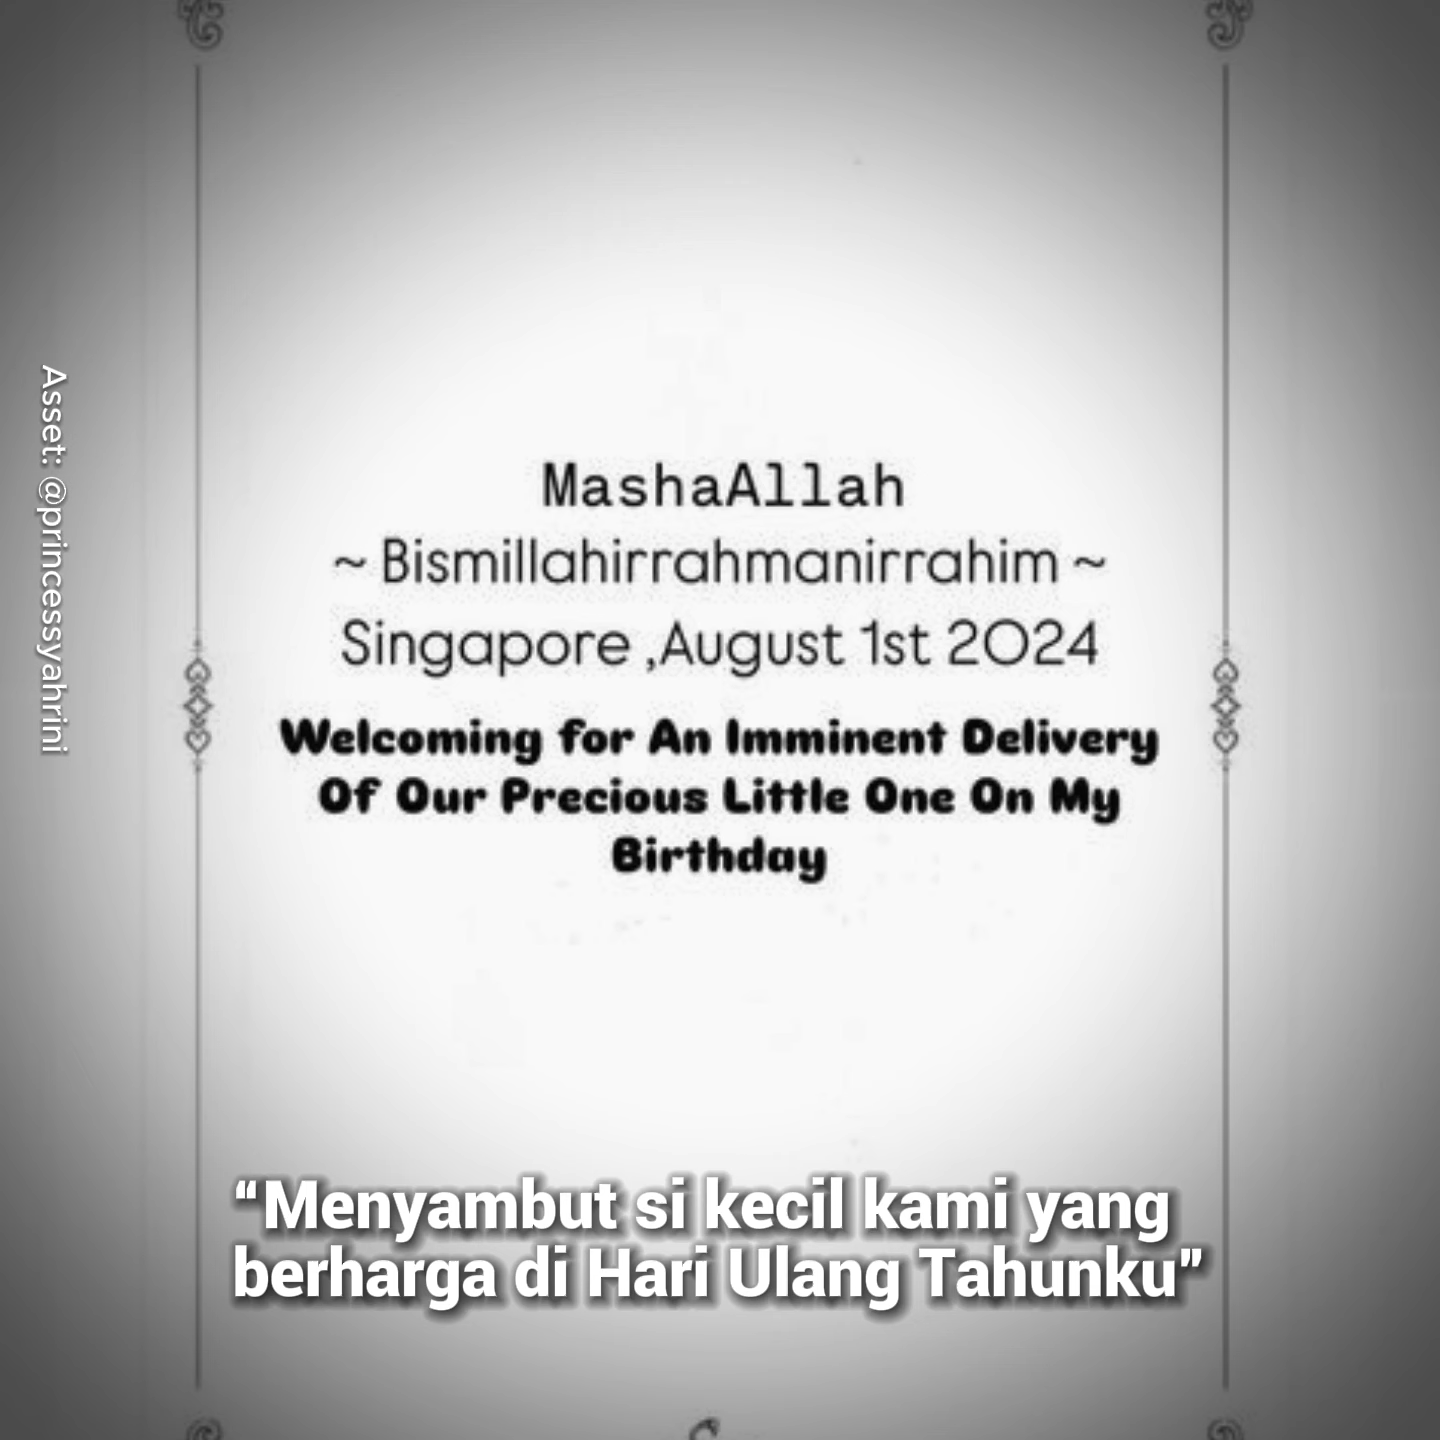 MashaAllah
~ Bismillahirrahmanirrahim ~
Singapore ,August 1st 2024
Welcoming for An Imminent Delivery
Of Our Precious Little One On My
Birthday
“Menyambut si kecil kami yang
berharga di Hari Ulang Tahunku”
Asset: @princessyahrini